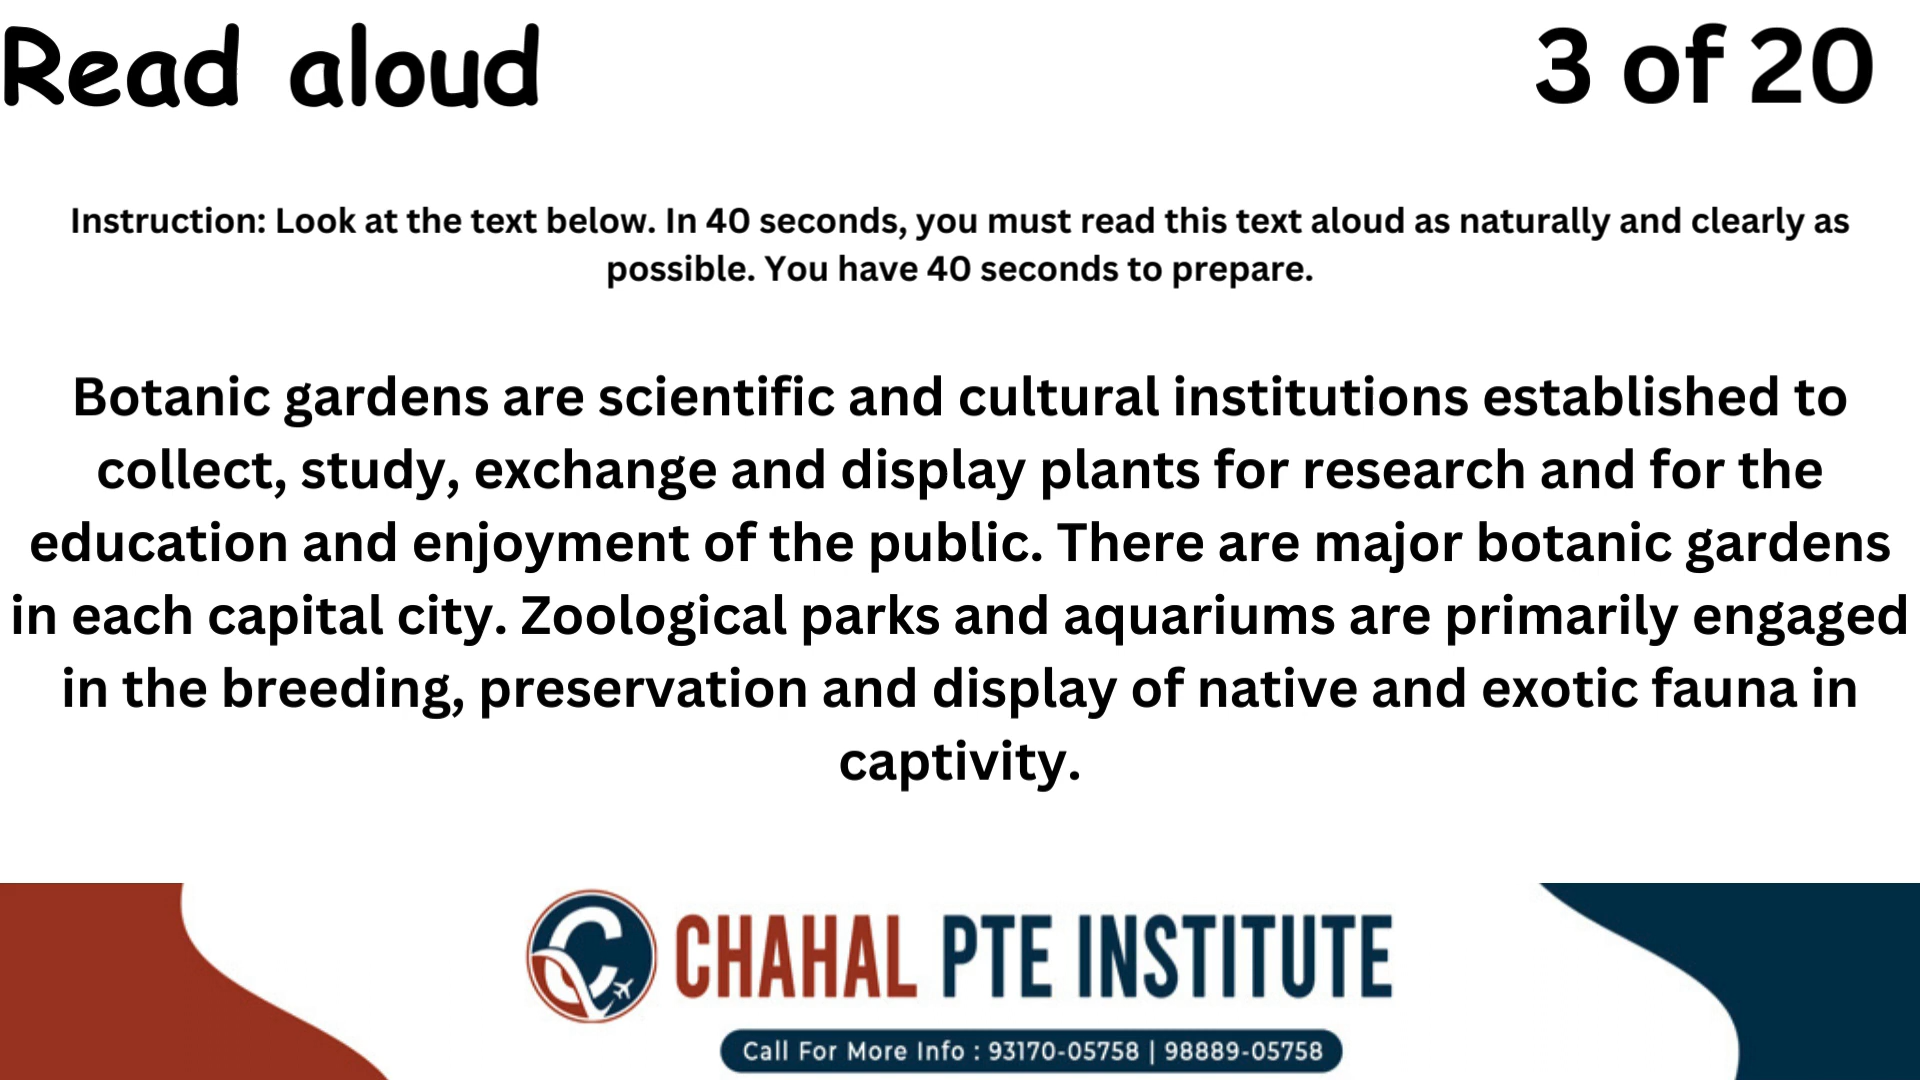 Read aloud
3 of 20
Instruction: Look at the text below. In 40 seconds, you must read this text aloud as naturally and clearly as
possible. You have 40 seconds to prepare.
Botanic gardens are scientific and cultural institutions established to
collect, study, exchange and display plants for research and for the
education and enjoyment of the public. There are major botanic gardens
in each capital city. Zoological parks and aquariums are primarily engaged
in the breeding, preservation and display of native and exotic fauna in
captivity.
CHAHAL PTE INSTITUTE
Call For More Info : 93170-05758 | 98889-05758